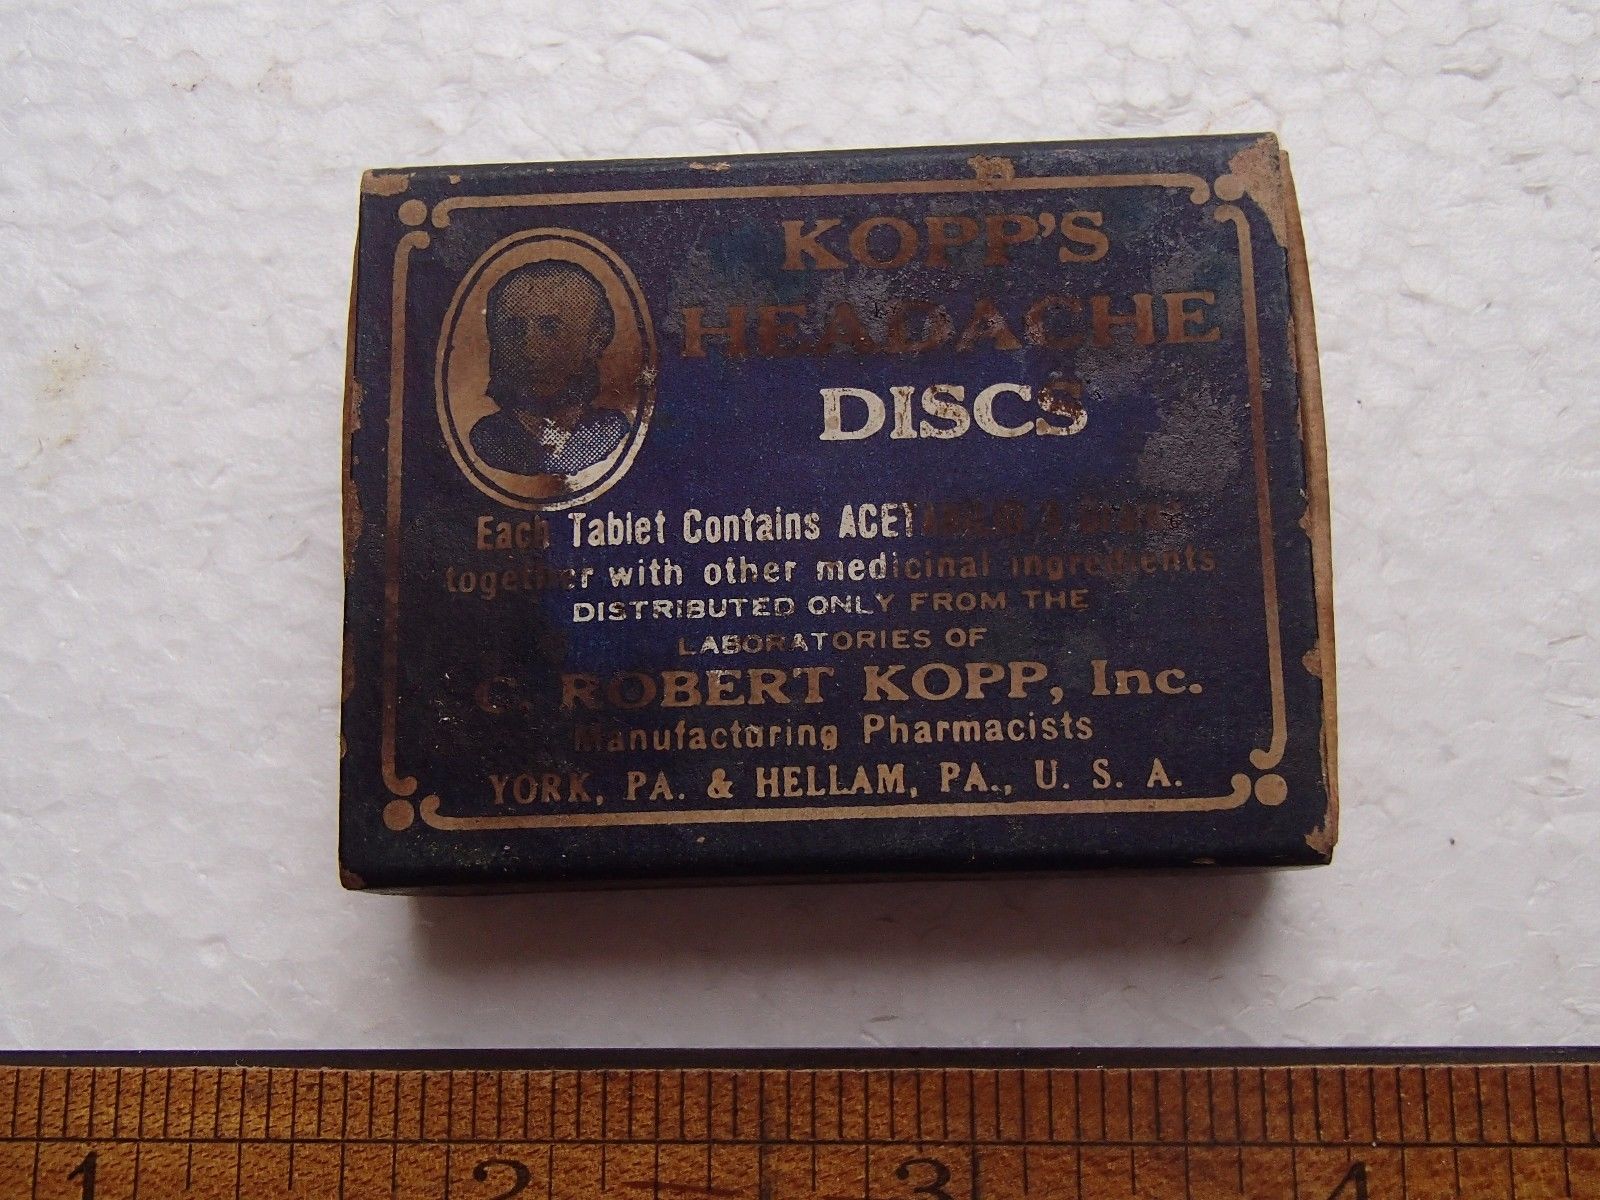 KOPP'S
HEADACHE
DISCS
Each Tablet Contains
together with other medicinal ingredients
DISTRIBUTED ONLY FROM THE
LABORATORIES OF
C. ROBERT KOPP, Inc.
Manufacturing Pharmacists
YORK, PA. & HELLAM, PA., U. S. A.
1 2 3 4